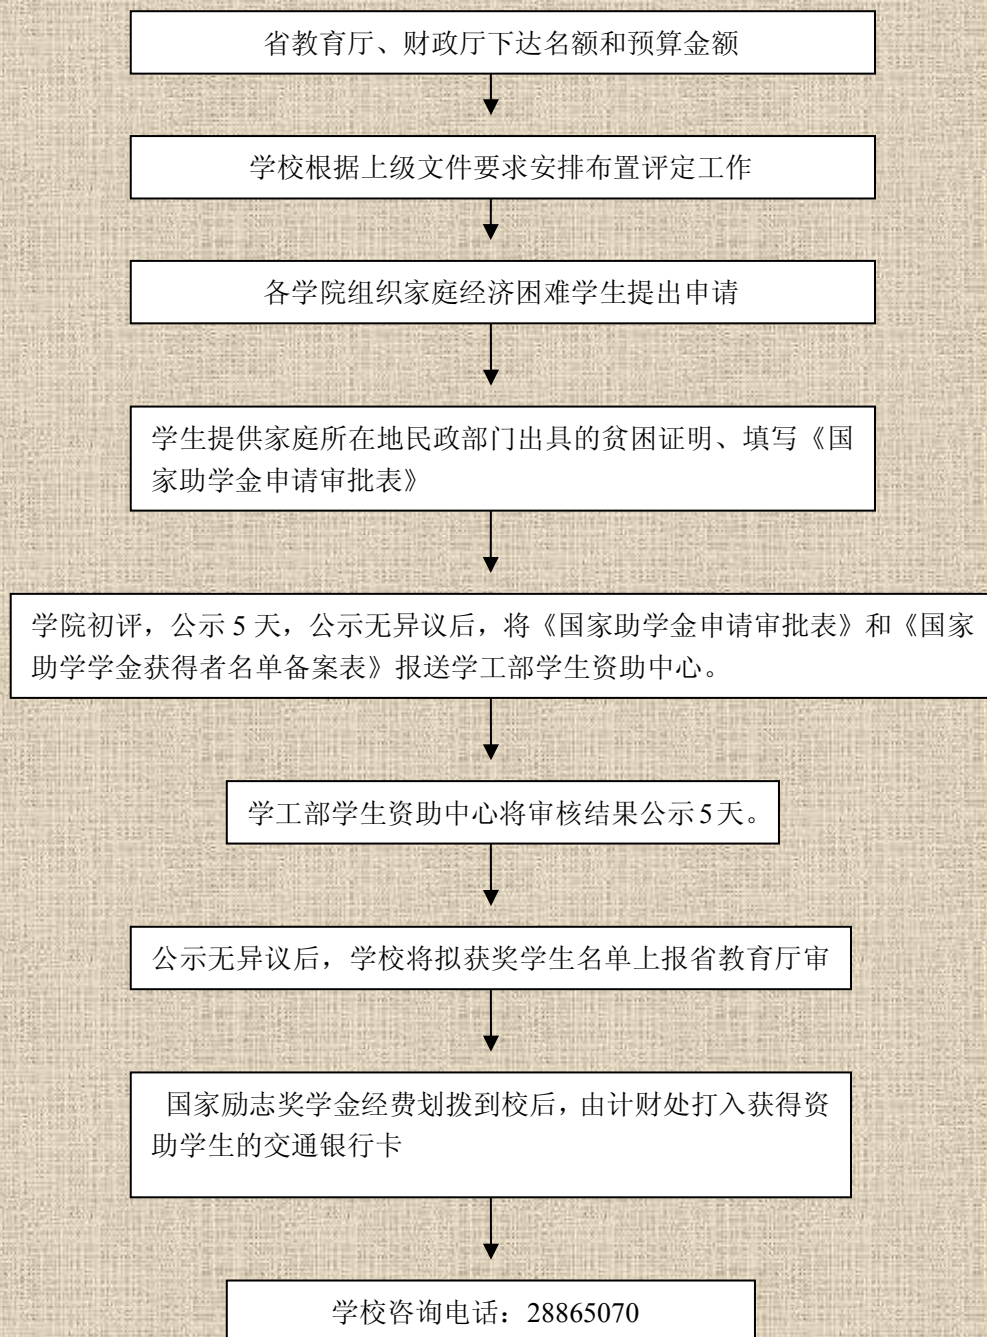 省教育厅、财政厅下达名额和预算金额
学校根据上级文件要求安排布置评定工作
各学院组织家庭经济困难学生提出申请
学生提供家庭所在地民政部门出具的贫困证明、填写《国
家助学金申请审批表》
学院初评，公示 5 天，公示无异议后，将《国家助学金申请审批表》和《国家
助学学金获得者名单备案表》报送学工部学生资助中心。
学工部学生资助中心将审核结果公示 5 天。
公示无异议后，学校将拟获奖学生名单上报省教育厅审
国家励志奖学金经费划拨到校后，由计财处打入获得资
助学生的交通银行卡
学校咨询电话：28865070